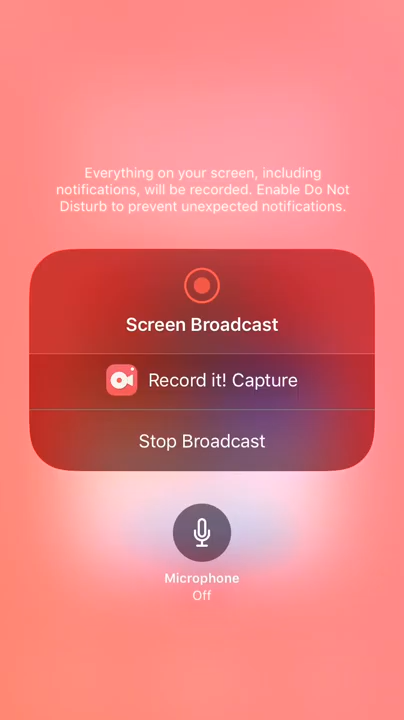 Everything on your screen, including
notifications, will be recorded. Enable Do Not
Disturb to prevent unexpected notifications.
Screen Broadcast
Record it! Capture
Stop Broadcast
Microphone
Off